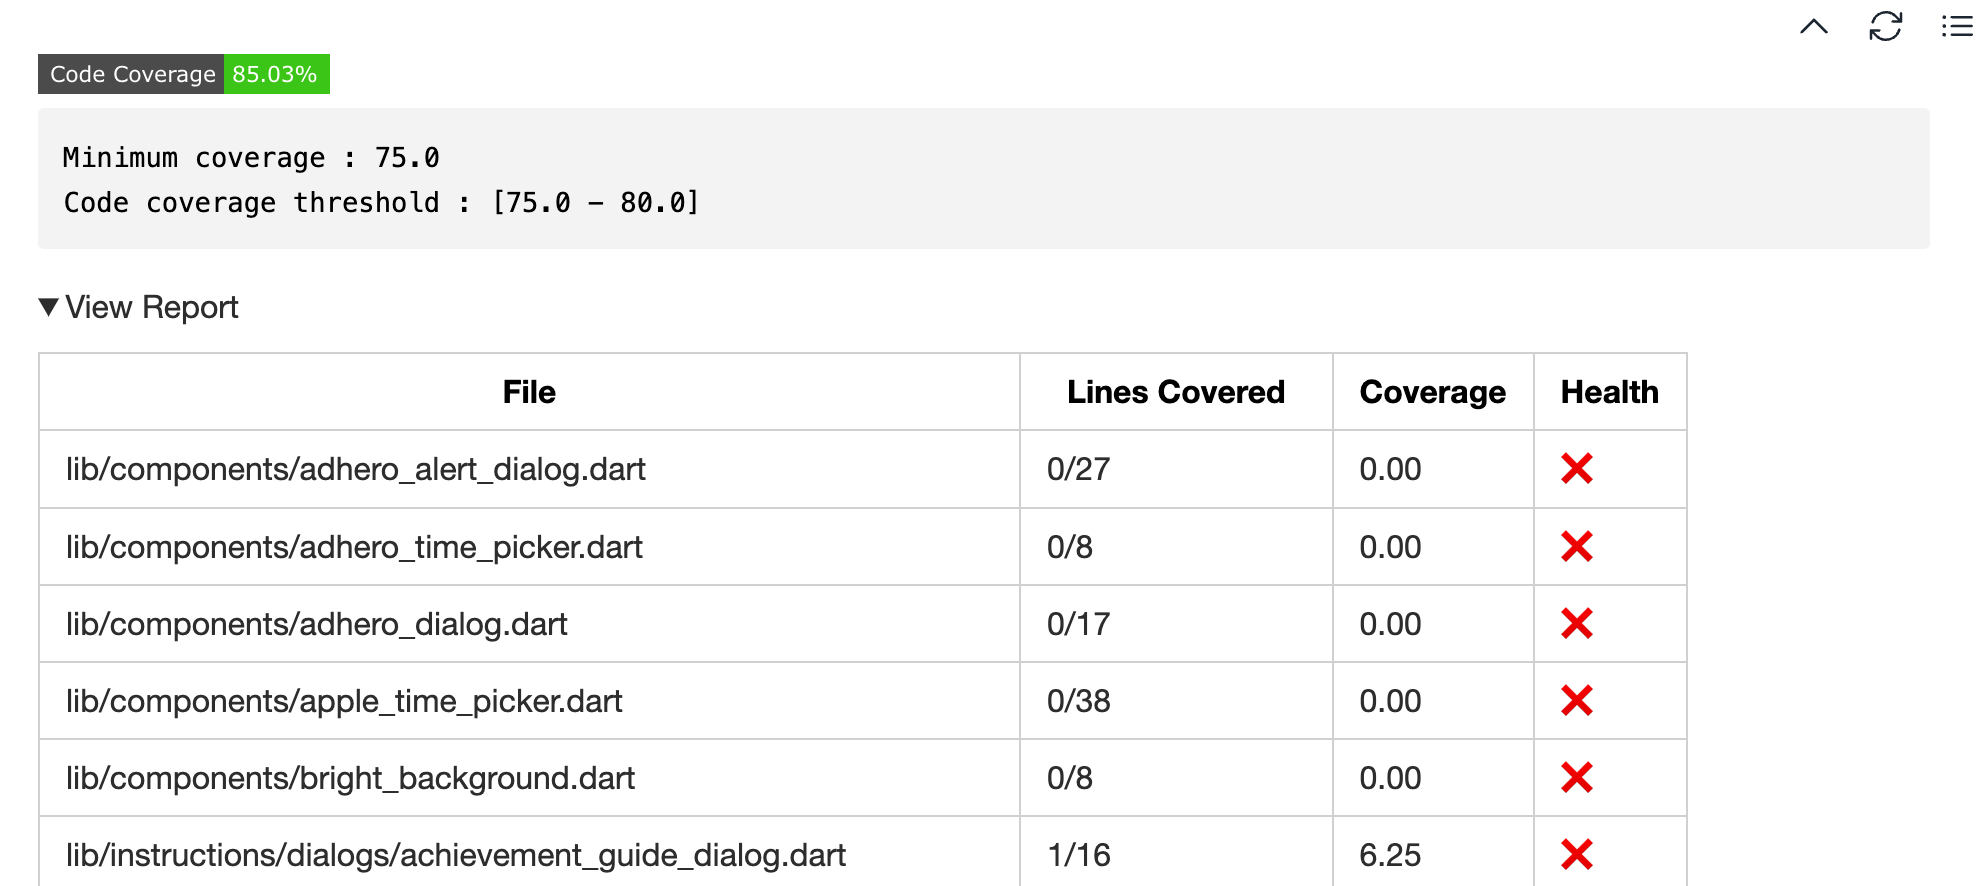 Code Coverage 85.03%
Minimum coverage : 75.0
Code coverage threshold : [75.0 - 80.0]
▼ View Report
File Lines Covered Coverage Health
lib/components/adhero_alert_dialog.dart 0/27 0.00 ❌
lib/components/adhero_time_picker.dart 0/8 0.00 ❌
lib/components/adhero_dialog.dart 0/17 0.00 ❌
lib/components/apple_time_picker.dart 0/38 0.00 ❌
lib/components/bright_background.dart 0/8 0.00 ❌
lib/instructions/dialogs/achievement_guide_dialog.dart 1/16 6.25 ❌